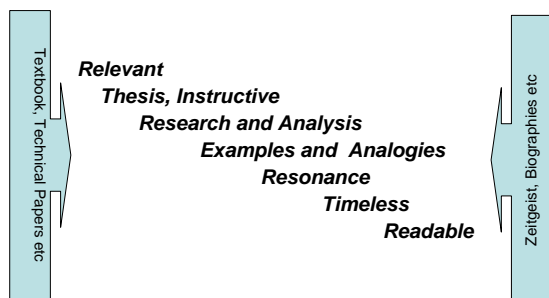 Textbook, Technical Papers etc
Relevant
Thesis, Instructive
Research and Analysis
Examples and Analogies
Resonance
Timeless
Readable
Zeitgeist, Biographies etc